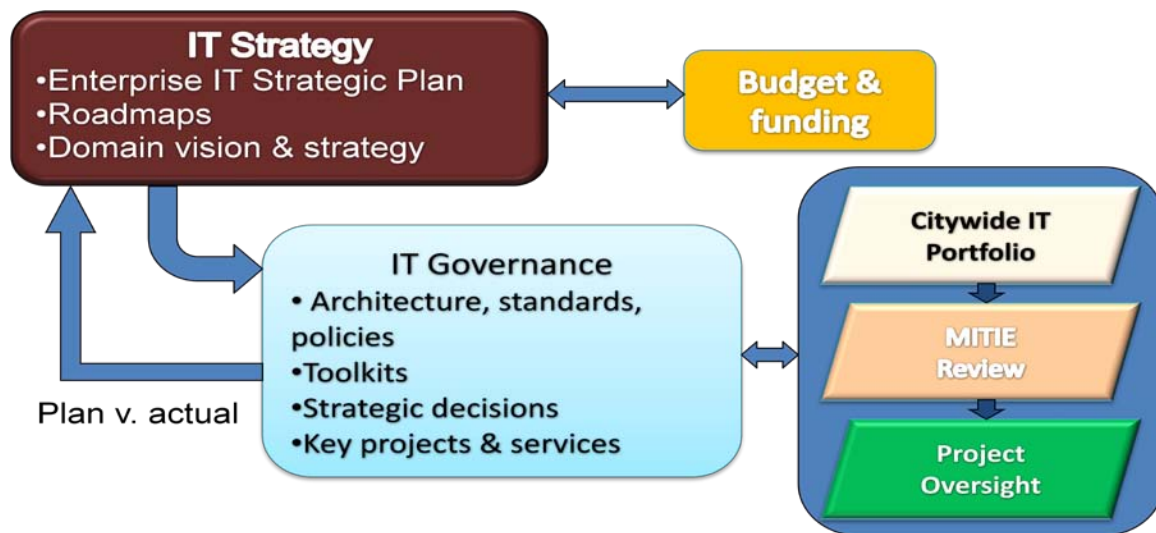 IT Strategy
•Enterprise IT Strategic Plan
•Roadmaps
•Domain vision & strategy
Budget &
funding
Citywide IT
Portfolio
MITIE
Review
Project
Oversight
IT Governance
• Architecture, standards,
policies
•Toolkits
•Strategic decisions
•Key projects & services
Plan v. actual